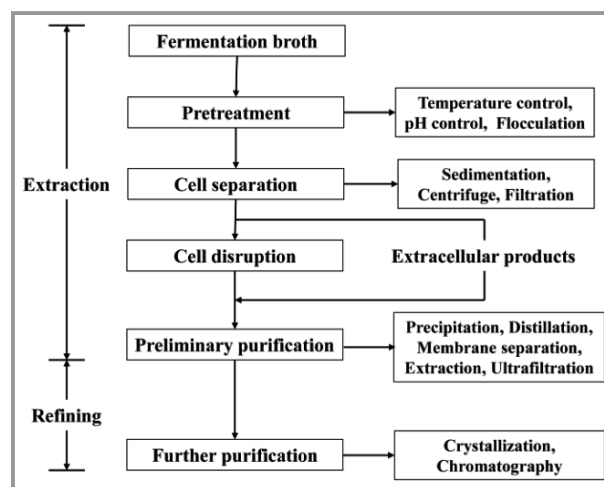 Fermentation broth
Pretreatment
Temperature control,
pH control, Flocculation
Extraction
Cell separation
Sedimentation,
Centrifuge, Filtration
Cell disruption
Extracellular products
Preliminary purification
Precipitation, Distillation,
Membrane separation,
Extraction, Ultrafiltration
Refining
Further purification
Crystallization,
Chromatography